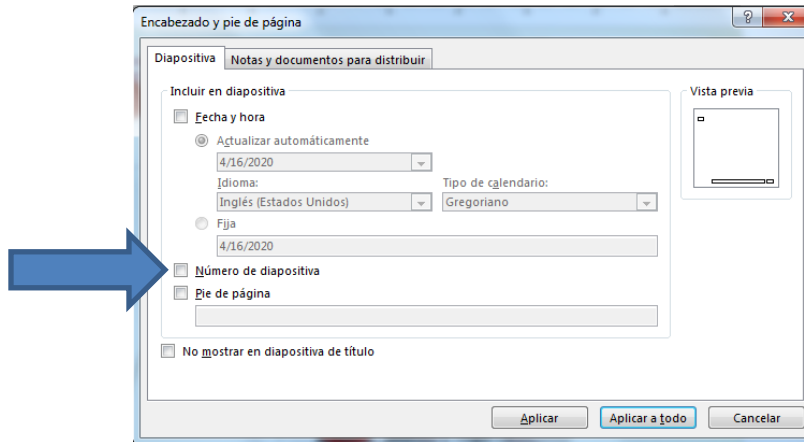 Encabezado y pie de página
Diapositiva Notas y documentos para distribuir
Incluir en diapositiva
Vista previa
Fecha y hora
Actualizar automáticamente
4/16/2020
Idioma: Tipo de calendario:
Inglés (Estados Unidos) Gregoriano
Fija
4/16/2020
Número de diapositiva
Pie de página
No mostrar en diapositiva de título
Aplicar Aplicar a todo Cancelar